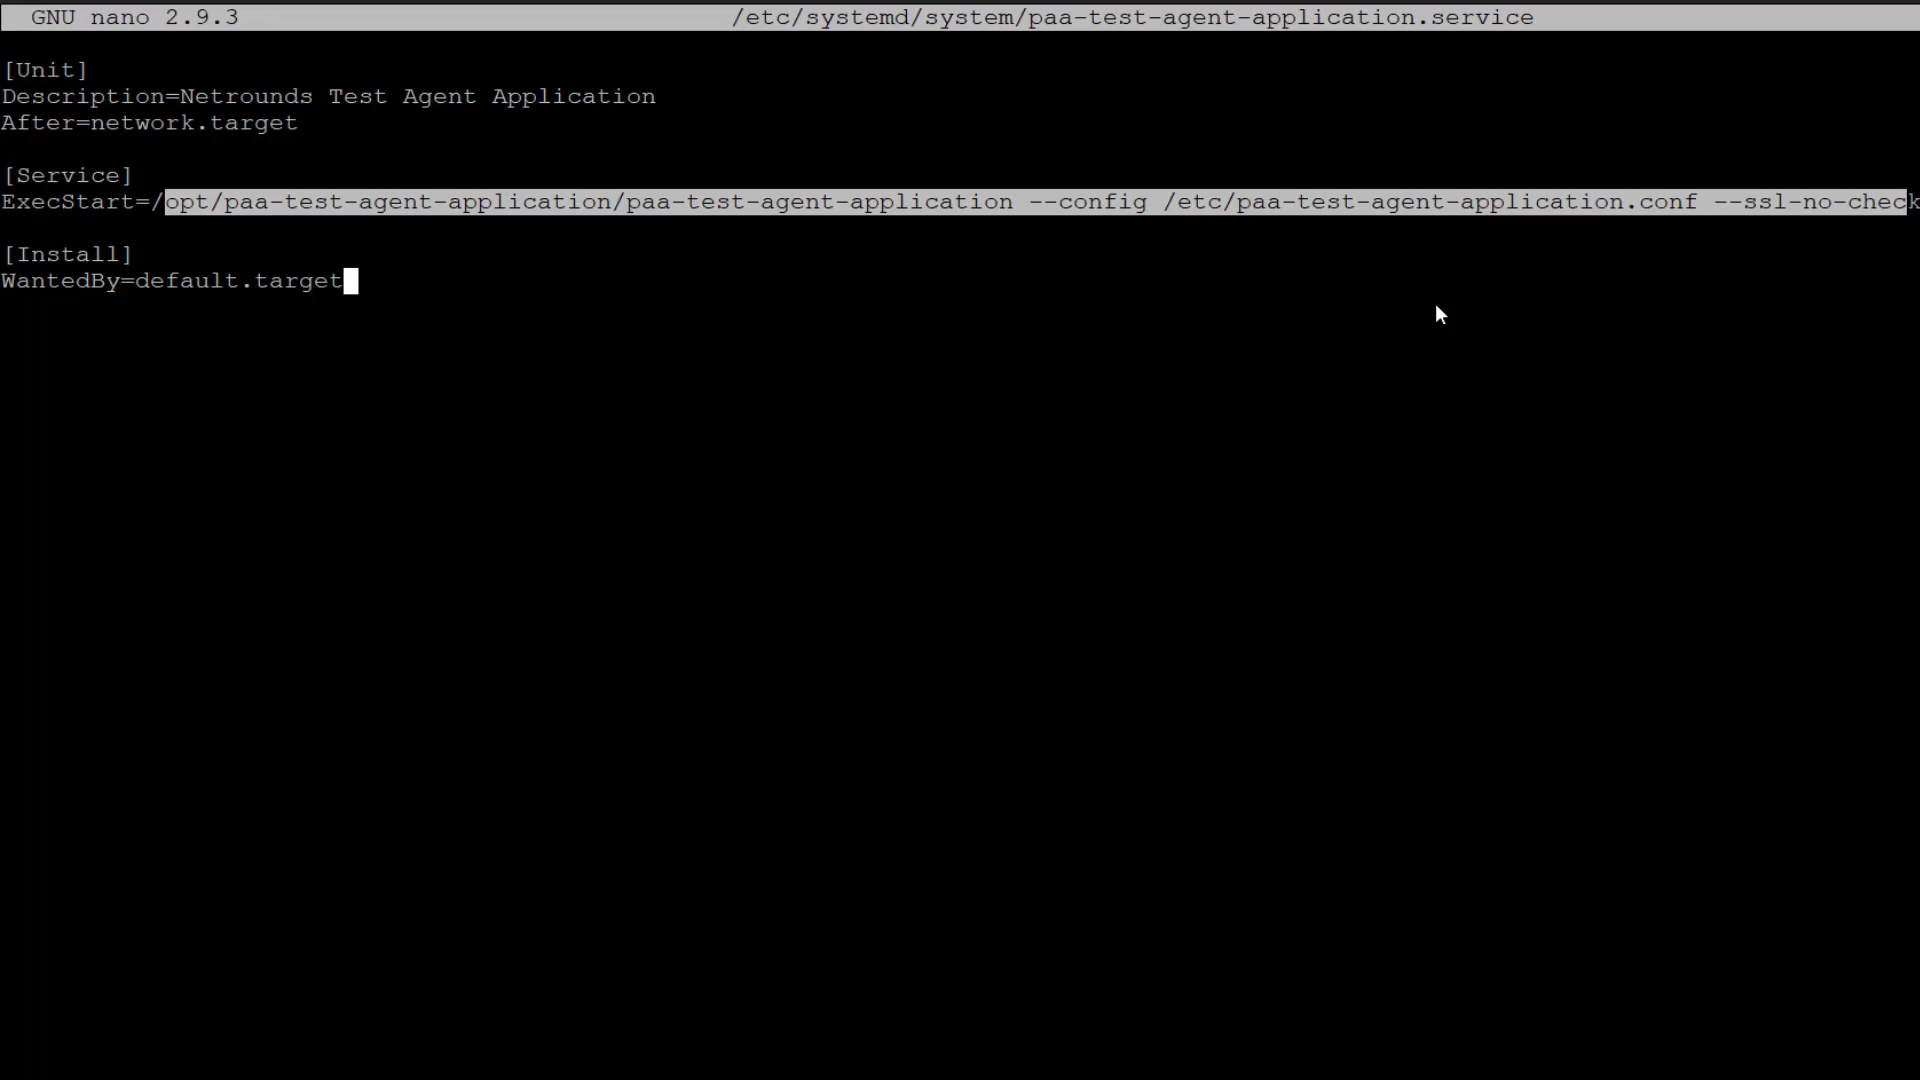 GNU nano 2.9.3 /etc/systemd/system/paa-test-agent-application.service
[Unit]
Description=Netrounds Test Agent Application
After=network.target
[Service]
ExecStart=/opt/paa-test-agent-application/paa-test-agent-application --config /etc/paa-test-agent-application.conf --ssl-no-check
[Install]
WantedBy=default.target